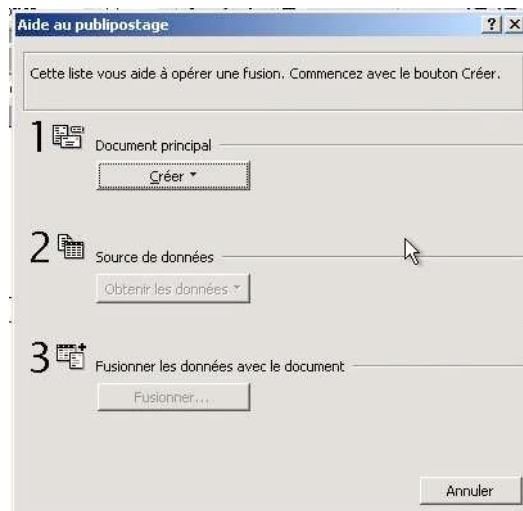 Aide au publipostage
Cette liste vous aide à opérer une fusion. Commencez avec le bouton Créer.
1 Document principal
Créer
2 Source de données
Obtenir les données
3 Fusionner les données avec le document
Fusionner...
Annuler